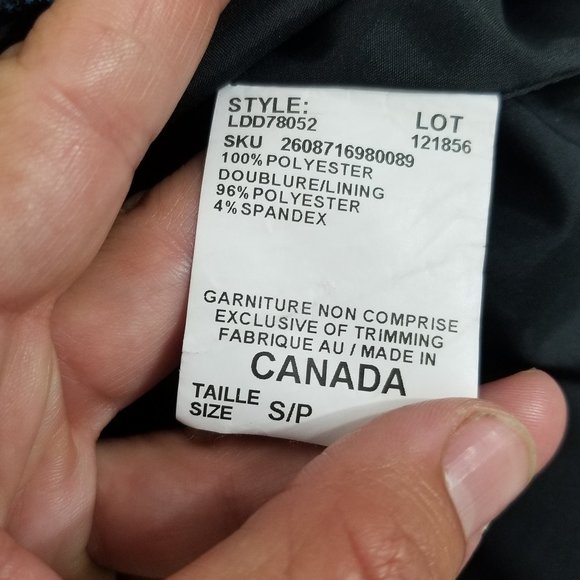 STYLE:
LDD78052 LOT
SKU 2608716980089 121856
100% POLYESTER
DOUBLURE/LINING
96% POLYESTER
4% SPANDEX
GARNITURE NON COMPRISE
EXCLUSIVE OF TRIMMING
FABRIQUE AU / MADE IN
CANADA
TAILLE
SIZE S/P